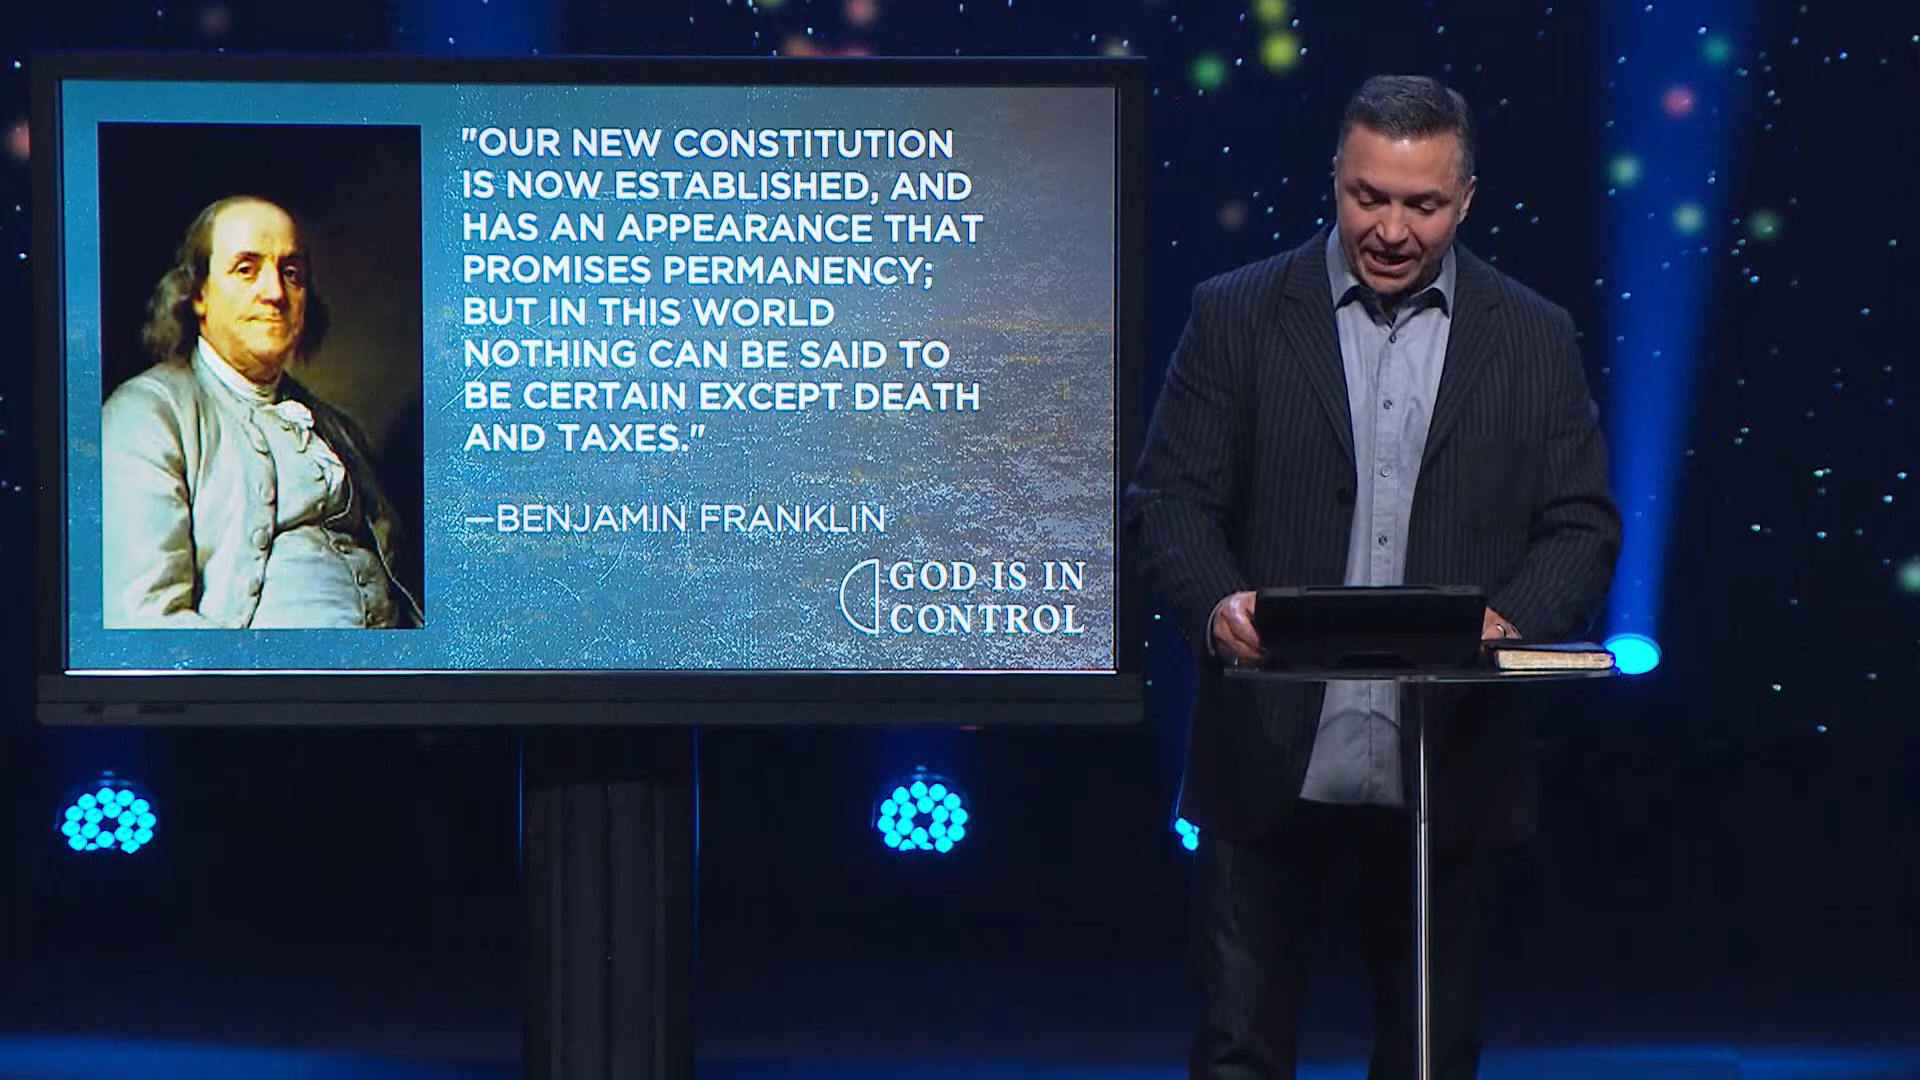 "OUR NEW CONSTITUTION
IS NOW ESTABLISHED, AND
HAS AN APPEARANCE THAT
PROMISES PERMANENCY;
BUT IN THIS WORLD
NOTHING CAN BE SAID TO
BE CERTAIN EXCEPT DEATH
AND TAXES."
—BENJAMIN FRANKLIN
GOD IS IN
CONTROL